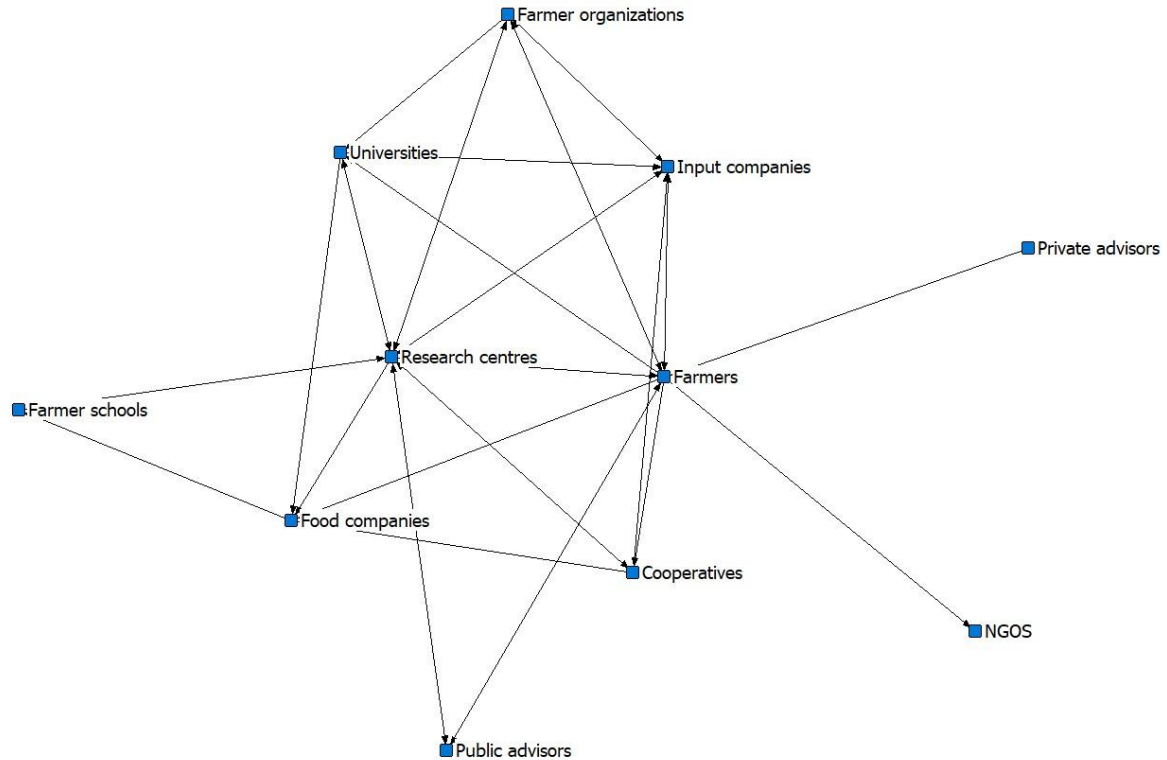 Farmer organizations
Universities
Input companies
Private advisors
Research centres
Farmers
Farmer schools
Food companies
Cooperatives
NGOS
Public advisors